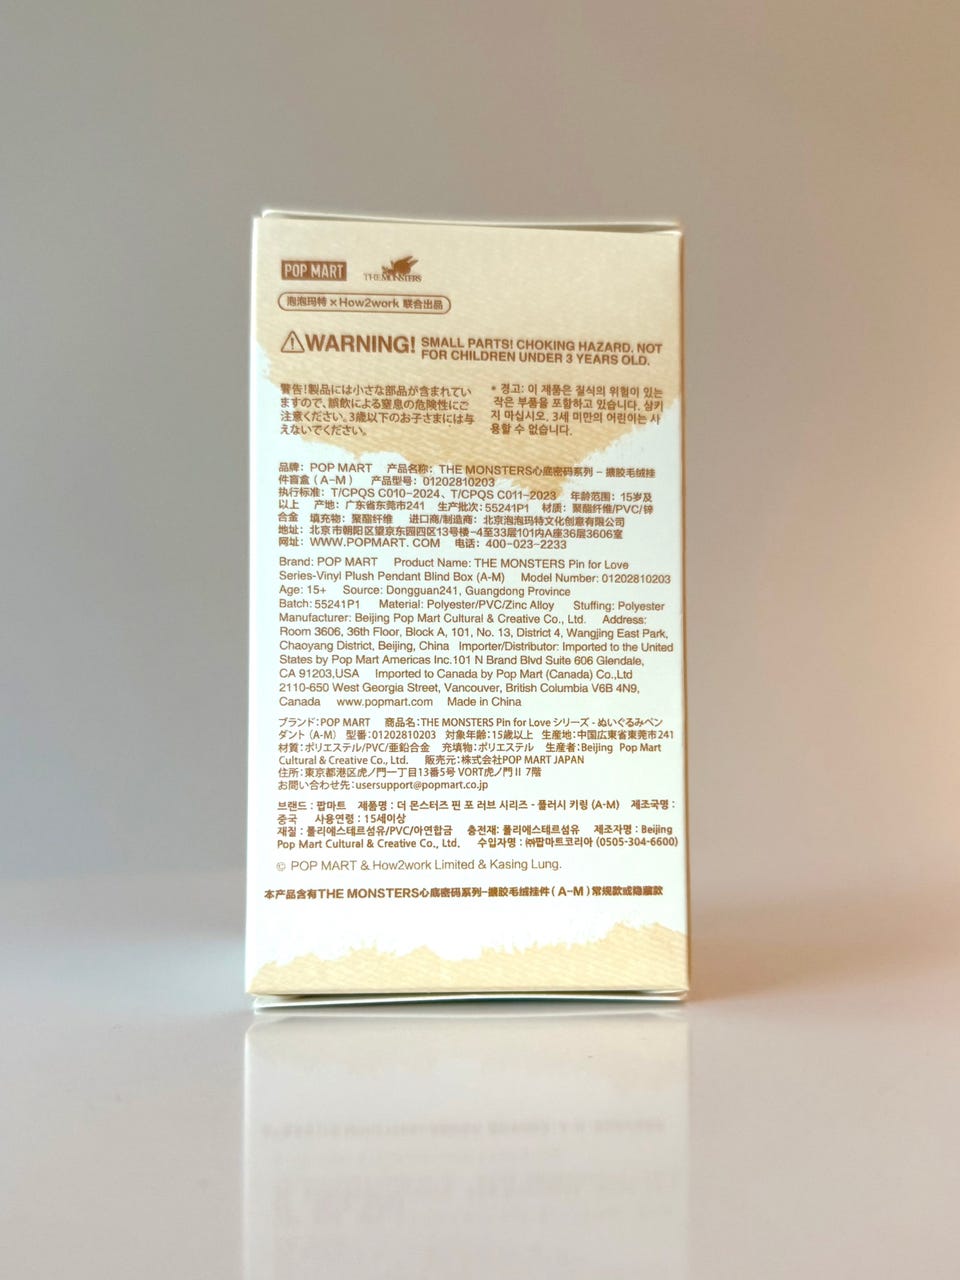 POP MART THE MONSTERS
泡泡玛特 × How2work 联合出品
WARNING! SMALL PARTS! CHOKING HAZARD. NOT
FOR CHILDREN UNDER 3 YEARS OLD.
警告!製品には小さな部品が含まれてい
ますので、誤飲による窒息の危険性にご
注意ください。3歳以下のお子さまには与
えないでください。
* 경고: 이 제품은 질식의 위험이 있는
작은 부품을 포함하고 있습니다. 삼키
지 마십시오, 3세 미만의 어린이는 사
용할 수 없습니다.
品牌: POP MART 产品名称: THE MONSTERS心底密码系列 - 搪胶毛绒挂
件盲盒 (A-M) 产品型号: 01202810203
执行标准: T/CPQS C010-2024、T/CPQS C011-2023 年龄范围: 15岁及
以上 产地: 广东省东莞市241 生产批次: 55241P1 材质: 聚酯纤维/PVC/锌
合金 填充物: 聚酯纤维 进口商/制造商: 北京泡泡玛特文化创意有限公司
地址: 北京市朝阳区望京东园四区13号楼-4至33层101内A座36层3606室
网址: WWW.POPMART. COM 电话: 400-023-2233
Brand: POP MART Product Name: THE MONSTERS Pin for Love
Series-Vinyl Plush Pendant Blind Box (A-M) Model Number: 01202810203
Age: 15+ Source: Dongguan241, Guangdong Province
Batch: 55241P1 Material: Polyester/PVC/Zinc Alloy Stuffing: Polyester
Manufacturer: Beijing Pop Mart Cultural & Creative Co., Ltd. Address:
Room 3606, 36th Floor, Block A, 101, No. 13, District 4, Wangjing East Park,
Chaoyang District, Beijing, China Importer/Distributor: Imported to the United
States by Pop Mart Americas Inc.101 N Brand Blvd Suite 606 Glendale,
CA 91203,USA Imported to Canada by Pop Mart (Canada) Co.,Ltd
2110-650 West Georgia Street, Vancouver, British Columbia V6B 4N9,
Canada www.popmart.com Made in China
ブランド: POP MART 商品名: THE MONSTERS Pin for Love シリーズ - ぬいぐるみペン
ダント (A-M) 型番: 01202810203 対象年齢: 15歳以上 生産地: 中国広東省東莞市241
材質: ポリエステル/PVC/亜鉛合金 充填物: ポリエステル 生産者: Beijing Pop Mart
Cultural & Creative Co., Ltd. 販売元: 株式会社POP MART JAPAN
住所: 東京都港区虎ノ門一丁目13番5号 VORT虎ノ門Ⅱ 7階
お問い合わせ先: usersupport@popmart.co.jp
브랜드 : 팝마트 제품명 : 더 몬스터즈 핀 포 러브 시리즈 - 플러시 키링 (A-M) 제조국명 :
중국 사용연령 : 15세이상
재질 : 폴리에스테르섬유/PVC/아연합금 충전재: 폴리에스테르섬유 제조자명 : Beijing
Pop Mart Cultural & Creative Co., Ltd. 수입자명 : ㈜팝마트코리아 (0505-304-6600)
© POP MART & How2work Limited & Kasing Lung.
本产品含有THE MONSTERS心底密码系列-搪胶毛绒挂件 ( A-M ) 常规款或隐藏款